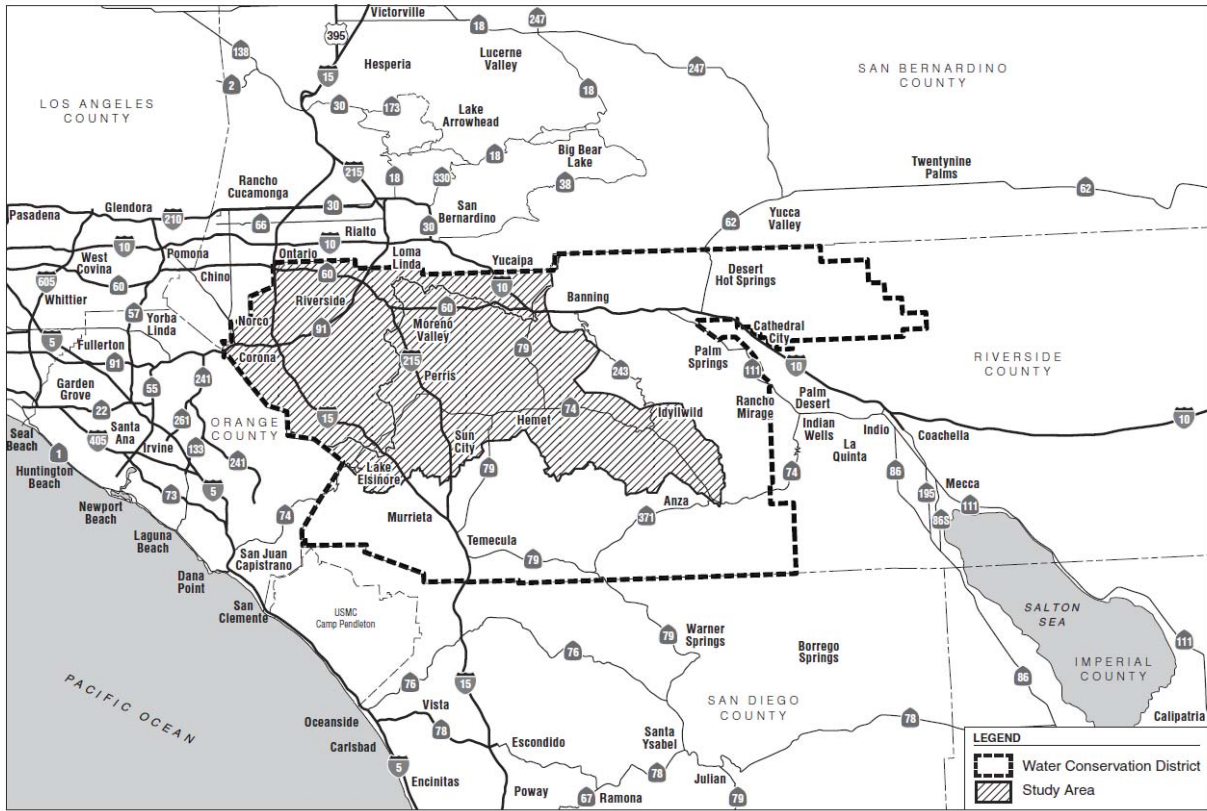 Victorville
247
18
395
138
Lucerne
Valley
Hesperia
15
247
SAN BERNARDINO
COUNTY
2
18
LOS ANGELES
COUNTY
30
173
Lake
Arrowhead
18
Big Bear
Lake
215
Rancho
Cucamonga
18
330
38
Twentynine
Palms
62
Glendora
30
San
Bernardino
Pasadena
210
66
30
62
Yucca
Valley
10
Pomona
10
Rialto
West
Covina
Ontario
Loma
Linda
Yucaipa
605
60
Chino
60
10
Desert
Hot Springs
Whittier
57
Yorba
Linda
Norco
Riverside
60
Banning
5
Fullerton
91
Moreno
Valley
Cathedral
City
91
Corona
215
79
Palm
Springs
10
RIVERSIDE
COUNTY
Garden
Grove
55
241
Perris
243
111
Rancho
Mirage
Palm
Desert
22
261
ORANGE
COUNTY
15
Hemet
74
Idyllwild
Indian
Wells
Indio
10
Seal
Beach
405
Santa
Ana
Irvine
133
Sun
City
La
Quinta
Coachella
1
Huntington
Beach
241
Lake
Elsinore
79
74
86
73
5
Anza
195
Mecca
Newport
Beach
74
Murrieta
371
86S
111
Laguna
Beach
Temecula
San Juan
Capistrano
79
Dana
Point
San
Clemente
USMC
Camp Pendleton
SALTON
SEA
79
Warner
Springs
Borrego
Springs
111
76
IMPERIAL
COUNTY
PACIFIC OCEAN
76
15
86
Vista
SAN DIEGO
COUNTY
Oceanside
78
78
Calipatria
Carlsbad
Escondido
Santa
Ysabel
5
Encinitas
78
Julian
Poway
67
Ramona
79
LEGEND
Water Conservation District
Study Area